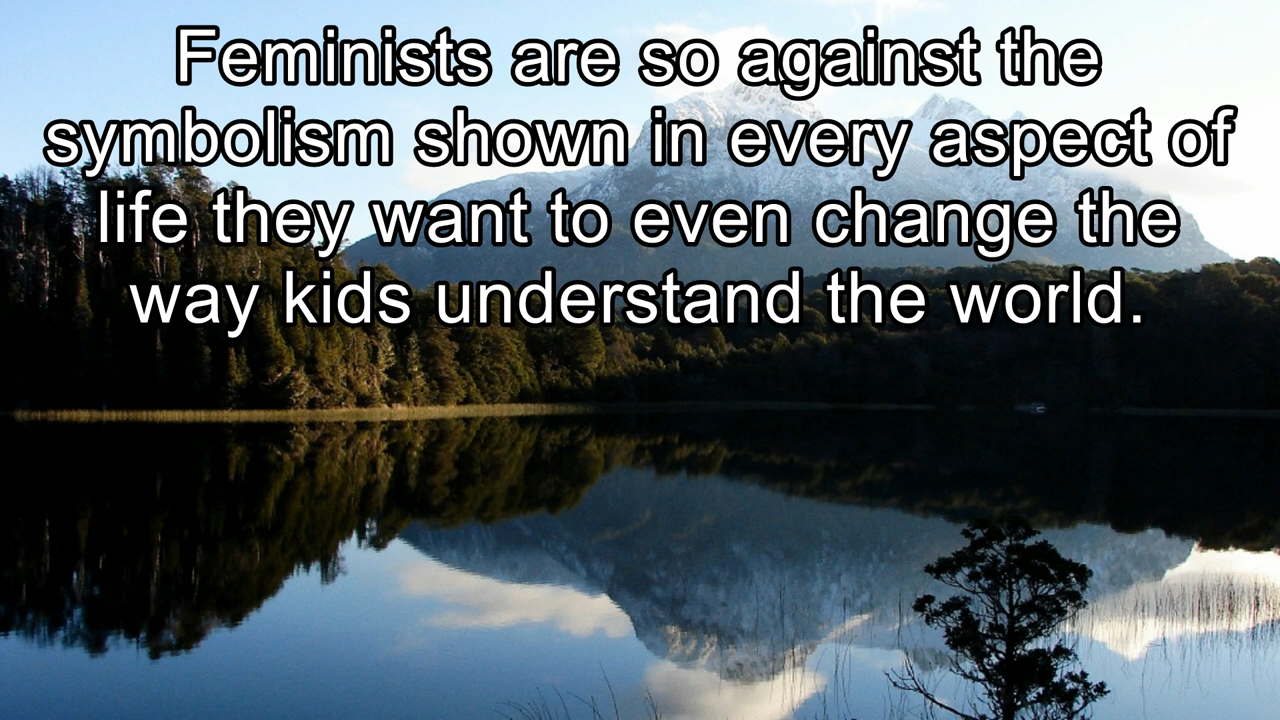 Feminists are so against the
symbolism shown in every aspect of
life they want to even change the
way kids understand the world.